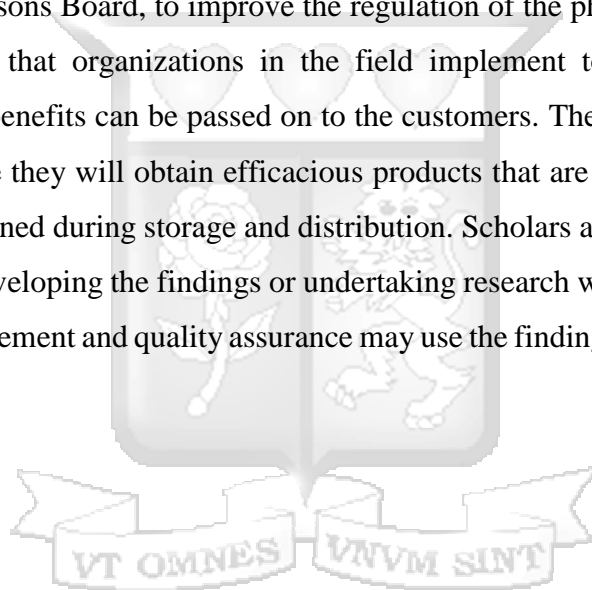 sons Board, to improve the regulation of the ph
that organizations in the field implement to
enefits can be passed on to the customers. The
they will obtain efficacious products that are
ned during storage and distribution. Scholars a
veloping the findings or undertaking research w
ement and quality assurance may use the finding
VT OMNES VNVM SINT